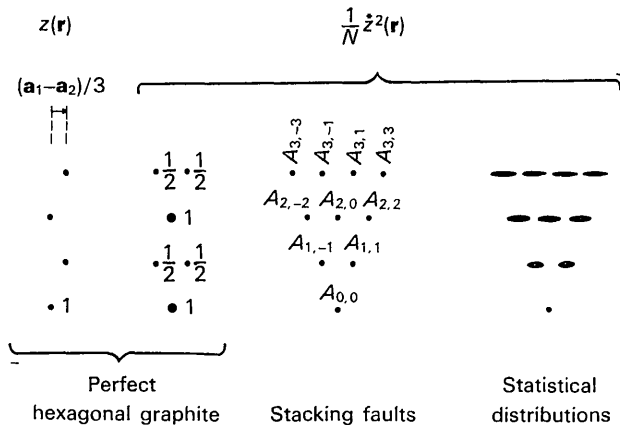 z(r)
1/N ẑ²(r)
(a₁–a₂)/3
A₃,₋₃ A₃,₋₁ A₃,₁ A₃,₃
1/2 1/2
A₂,₋₂ A₂,₀ A₂,₂
1
A₁,₋₁ A₁,₁
1/2 1/2
A₀,₀
1 1
Perfect
hexagonal graphite
Stacking faults
Statistical
distributions